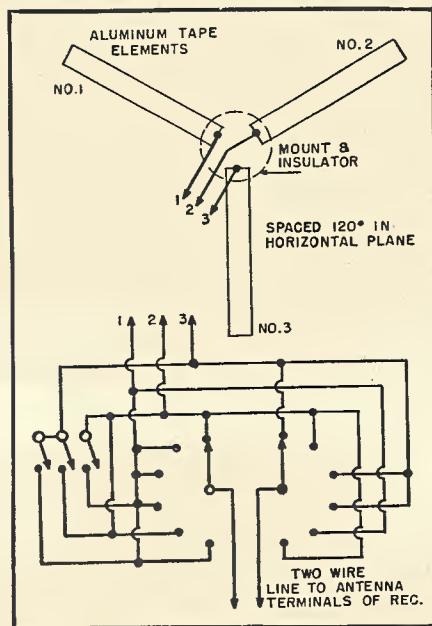 ALUMINUM TAPE
ELEMENTS
NO.1
NO.2
MOUNT &
INSULATOR
1
2
3
SPACED 120° IN
HORIZONTAL PLANE
NO.3
1 2 3
TWO WIRE
LINE TO ANTENNA
TERMINALS OF REC.